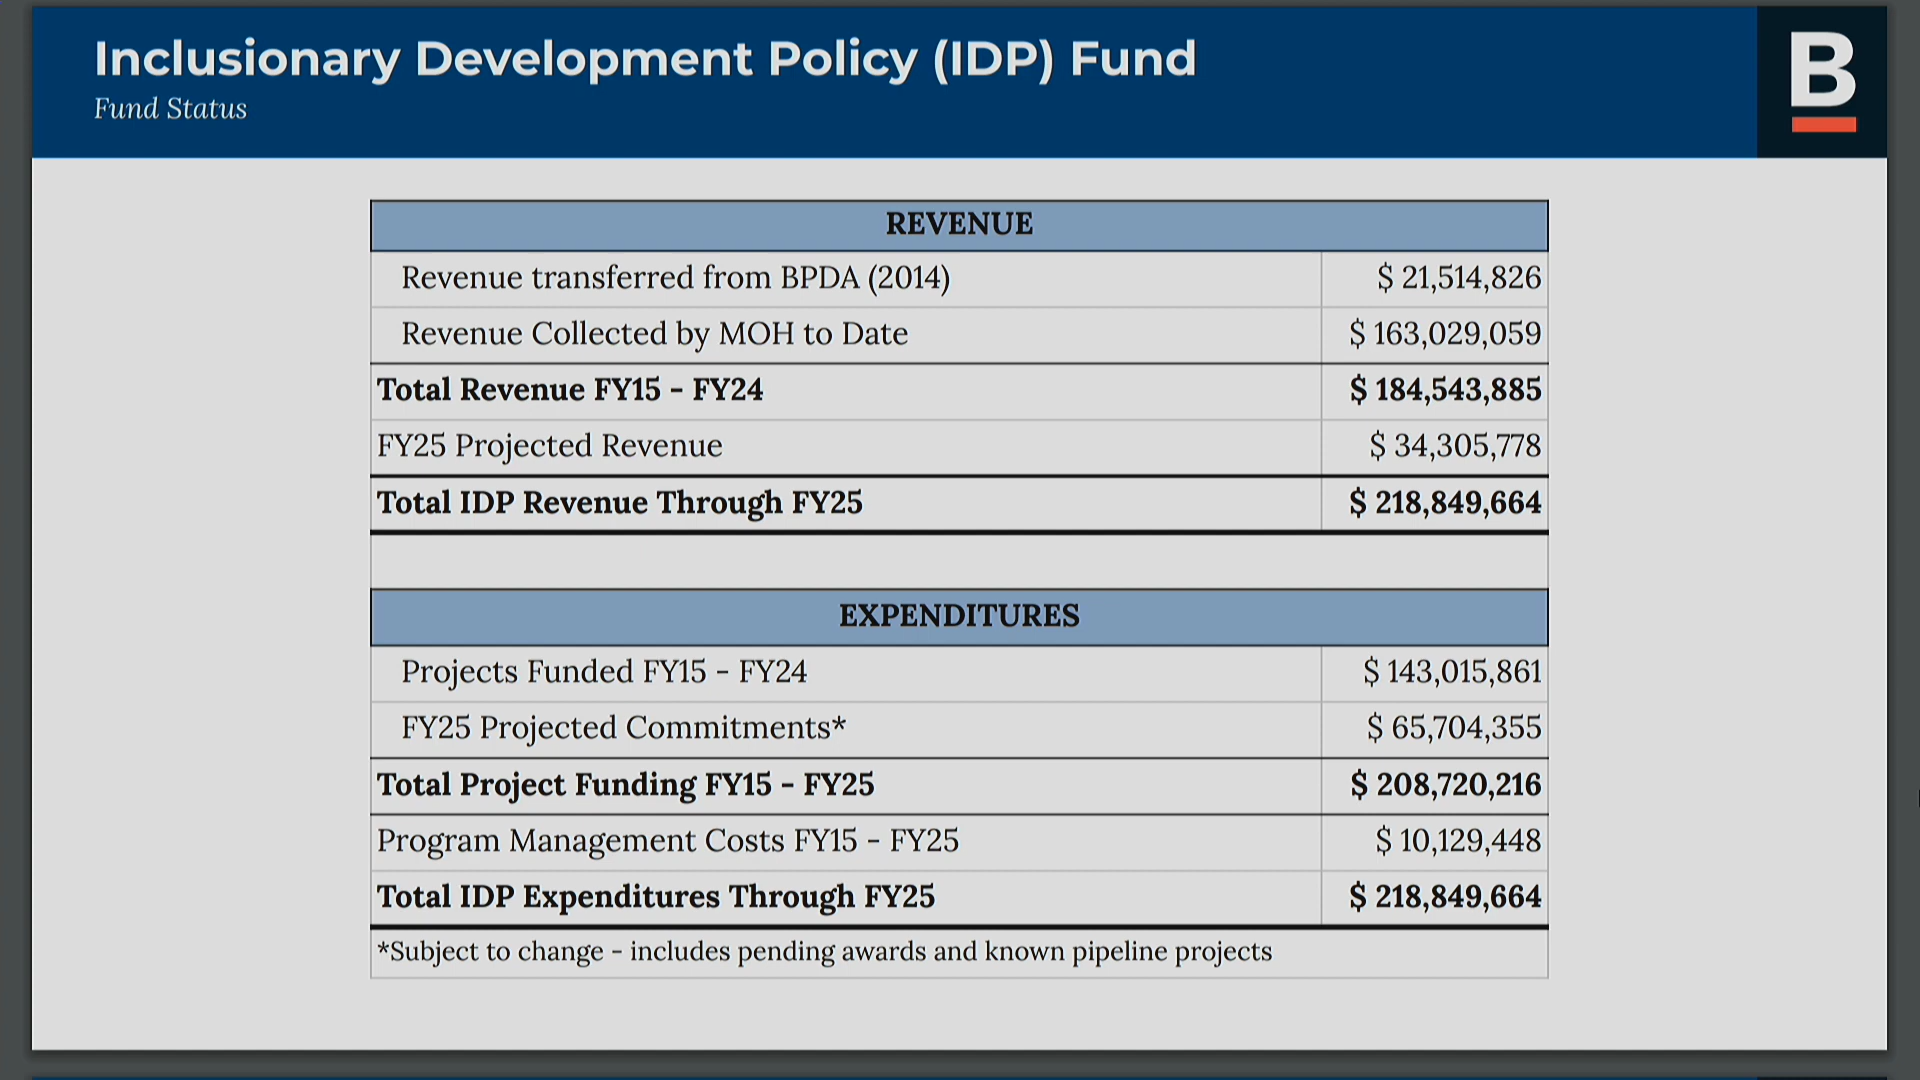 Inclusionary Development Policy (IDP) Fund
Fund Status
B
REVENUE
Revenue transferred from BPDA (2014) $ 21,514,826
Revenue Collected by MOH to Date $ 163,029,059
Total Revenue FY15 - FY24 $ 184,543,885
FY25 Projected Revenue $ 34,305,778
Total IDP Revenue Through FY25 $ 218,849,664
EXPENDITURES
Projects Funded FY15 - FY24 $ 143,015,861
FY25 Projected Commitments* $ 65,704,355
Total Project Funding FY15 - FY25 $ 208,720,216
Program Management Costs FY15 - FY25 $ 10,129,448
Total IDP Expenditures Through FY25 $ 218,849,664
*Subject to change - includes pending awards and known pipeline projects